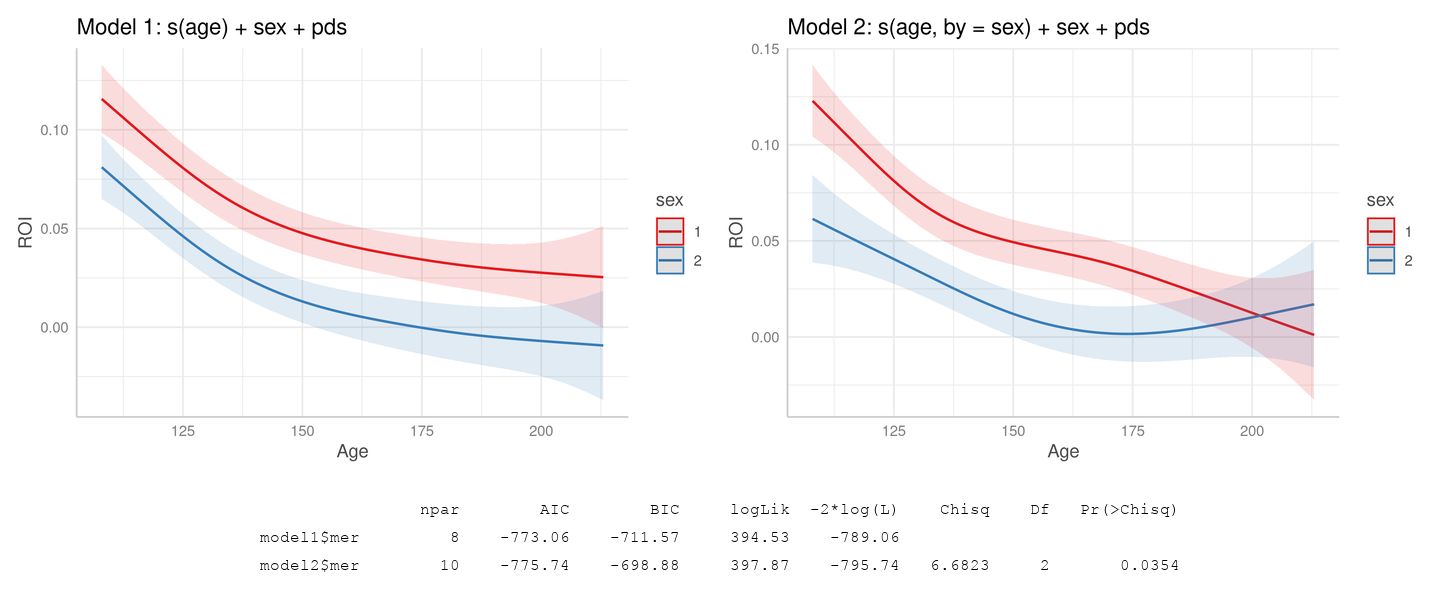 Model 1: s(age) + sex + pds
0.10
0.05
0.00
ROI
125 150 175 200
Age
sex
1
2
Model 2: s(age, by = sex) + sex + pds
0.15
0.10
0.05
0.00
ROI
125 150 175 200
Age
sex
1
2
npar AIC BIC logLik -2*log(L) Chisq Df Pr(>Chisq)
model1$mer 8 -773.06 -711.57 394.53 -789.06
model2$mer 10 -775.74 -698.88 397.87 -795.74 6.6823 2 0.0354